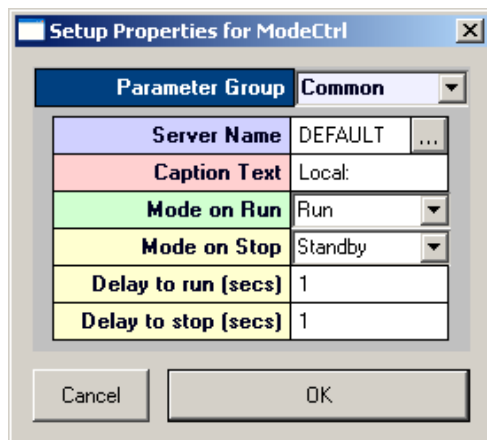 Setup Properties for ModeCtrl
Parameter Group Common
Server Name DEFAULT ...
Caption Text Local:
Mode on Run Run
Mode on Stop Standby
Delay to run (secs) 1
Delay to stop (secs) 1
Cancel OK